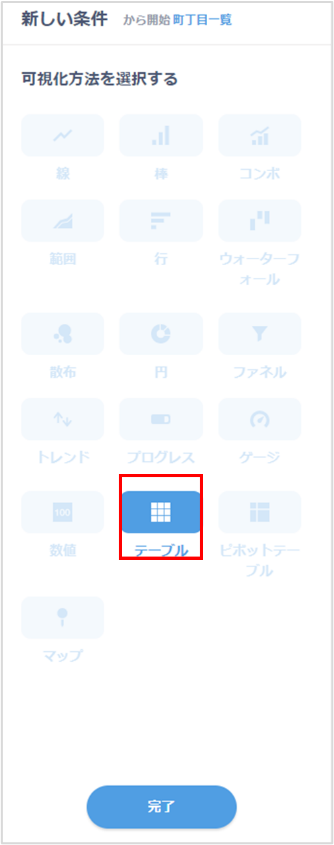 新しい条件 から開始 町丁目一覧
可視化方法を選択する
線 棒 コンボ
範囲 行 ウォーターフ
ォール
散布 円 ファネル
トレンド プログレス ゲージ
100
数値 テーブル ピボットテー
ブル
マップ
完了